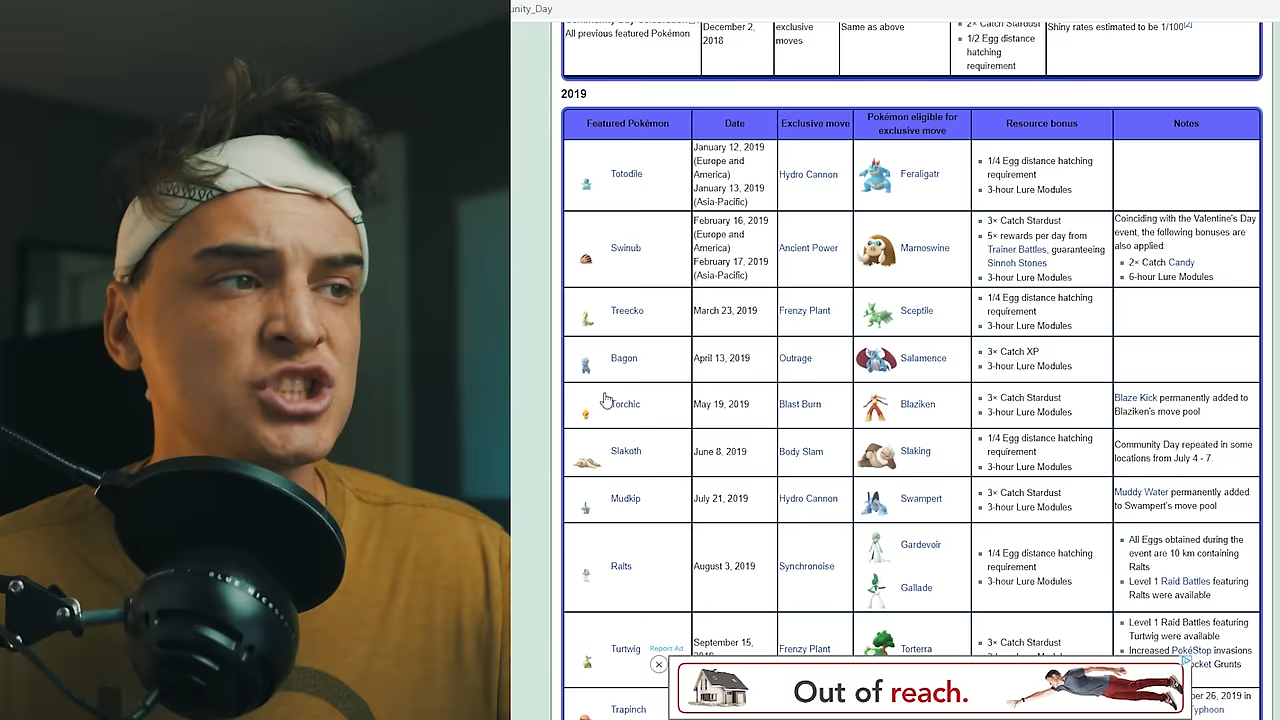 unity_Day
All previous featured Pokémon
December 2,
2018
exclusive
moves
Same as above
2× Catch Stardust
1/2 Egg distance
hatching
requirement
Shiny rates estimated to be 1/100
2019
Featured Pokémon
Date
Exclusive move
Pokémon eligible for
exclusive move
Resource bonus
Notes
Totodile
January 12, 2019
(Europe and
America)
January 13, 2019
(Asia-Pacific)
Hydro Cannon
Feraligatr
1/4 Egg distance hatching
requirement
3-hour Lure Modules
Swinub
February 16, 2019
(Europe and
America)
February 17, 2019
(Asia-Pacific)
Ancient Power
Mamoswine
3× Catch Stardust
5× rewards per day from
Trainer Battles, guaranteeing
Sinnoh Stones
3-hour Lure Modules
Coinciding with the Valentine's Day
event, the following bonuses are
also applied:
2× Catch Candy
6-hour Lure Modules
Treecko
March 23, 2019
Frenzy Plant
Sceptile
1/4 Egg distance hatching
requirement
3-hour Lure Modules
Bagon
April 13, 2019
Outrage
Salamence
3× Catch XP
3-hour Lure Modules
Torchic
May 19, 2019
Blast Burn
Blaziken
3× Catch Stardust
3-hour Lure Modules
Blaze Kick permanently added to
Blaziken's move pool
Slakoth
June 8, 2019
Body Slam
Slaking
1/4 Egg distance hatching
requirement
3-hour Lure Modules
Community Day repeated in some
locations from July 4 - 7.
Mudkip
July 21, 2019
Hydro Cannon
Swampert
3× Catch Stardust
3-hour Lure Modules
Muddy Water permanently added
to Swampert's move pool
Ralts
August 3, 2019
Synchronoise
Gardevoir
Gallade
1/4 Egg distance hatching
requirement
3-hour Lure Modules
All Eggs obtained during the
event are 10 km containing
Ralts
Level 1 Raid Battles featuring
Ralts were available
Turtwig
September 15,
Frenzy Plant
Torterra
3× Catch Stardust
Level 1 Raid Battles featuring
Turtwig were available
Increased PokéStop invasions
ocket Grunts
Report Ad
Out of reach.
Trapinch
ber 26, 2019 in
Typhoon
BLUE MICRO